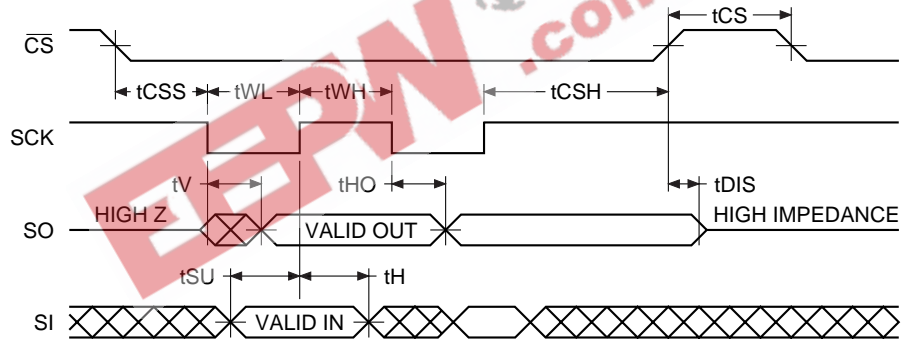 tCS
CS
tCSS tWL tWH tCSH
SCK
tV tHO tDIS
HIGH Z HIGH IMPEDANCE
SO VALID OUT
tSU tH
SI VALID IN
EEPW .com